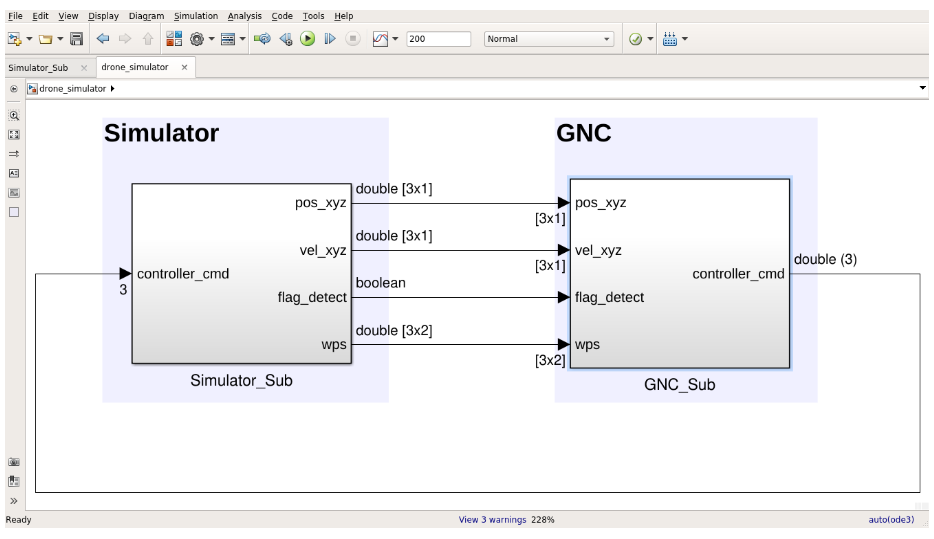 File Edit View Display Diagram Simulation Analysis Code Tools Help
200 Normal
Simulator_Sub drone_simulator
drone_simulator
Simulator GNC
double [3x1]
pos_xyz pos_xyz
[3x1]
double [3x1]
vel_xyz vel_xyz
double (3)
[3x1]
controller_cmd controller_cmd
boolean
3
flag_detect flag_detect
double [3x2]
wps wps
[3x2]
Simulator_Sub GNC_Sub
Ready View 3 warnings 228% auto(ode3)